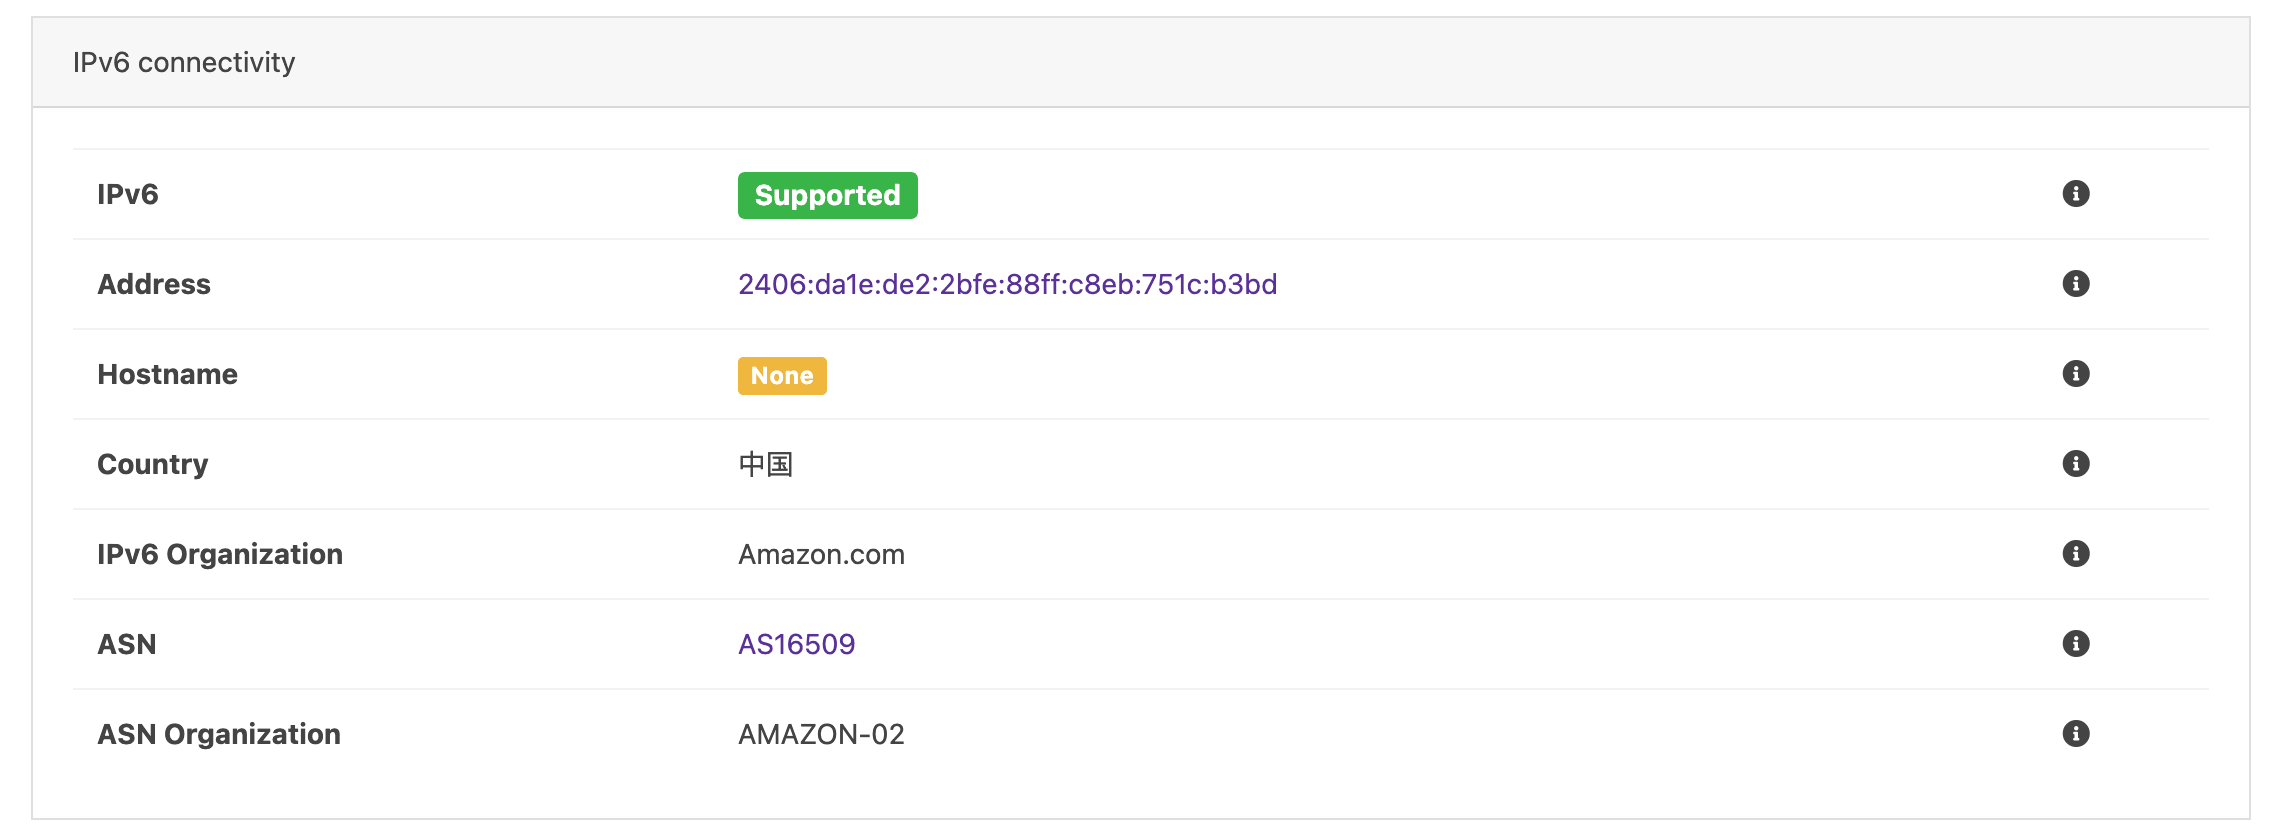 IPv6 connectivity
IPv6 Supported
Address 2406:da1e:de2:2bfe:88ff:c8eb:751c:b3bd
Hostname None
Country 中国
IPv6 Organization Amazon.com
ASN AS16509
ASN Organization AMAZON-02